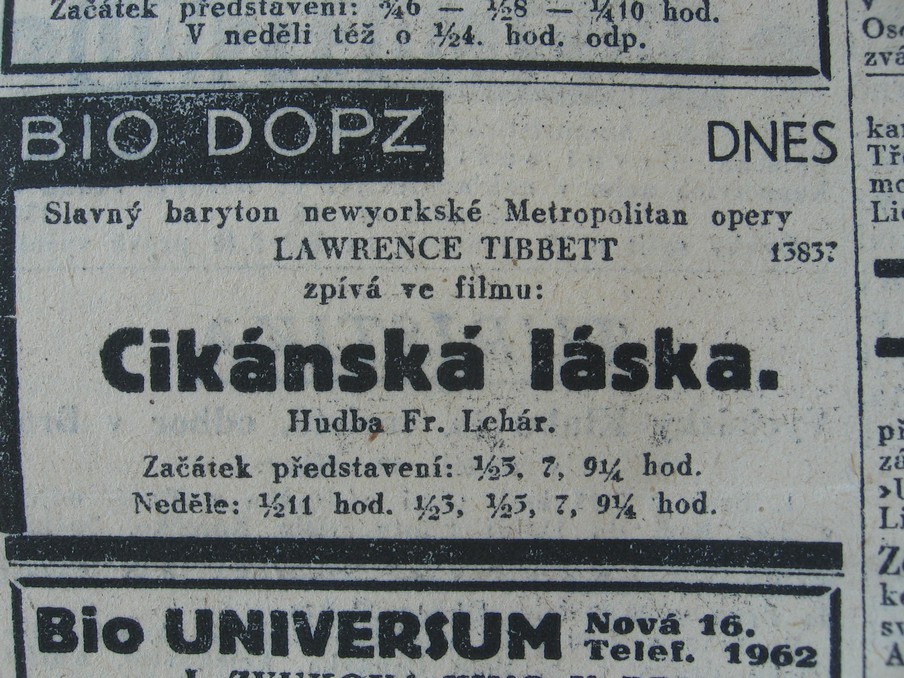 Začátek představení: ¾6 — ½8 — ¼10 hod.
V neděli též o ½4. hod. odp.
BIO DOPZ DNES
Slavný baryton newyorkské Metropolitan opery
LAWRENCE TIBBETT
zpívá ve filmu:
Cikánská láska.
Hudba Fr. Lehár.
Začátek představení: ½5, 7, 9¼ hod.
Neděle: ½11 hod. ½3, ½5, 7, 9¼ hod.
Bio UNIVERSUM Nová 16.
Telef. 1962